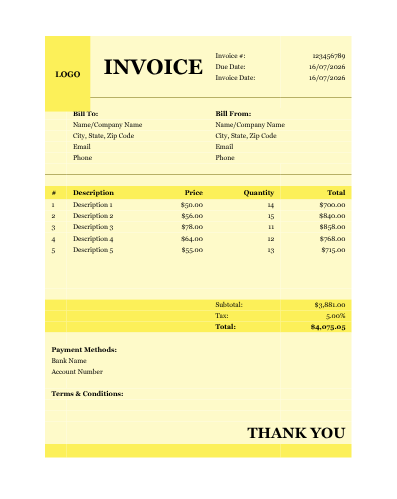 LOGO
INVOICE
Invoice #: 123456789
Due Date: 16/07/2026
Invoice Date: 16/07/2026
Bill To: Bill From:
Name/Company Name Name/Company Name
City, State, Zip Code City, State, Zip Code
Email Email
Phone Phone
# Description Price Quantity Total
1 Description 1 $50.00 14 $700.00
2 Description 2 $56.00 15 $840.00
3 Description 3 $78.00 11 $858.00
4 Description 4 $64.00 12 $768.00
5 Description 5 $55.00 13 $715.00
Subtotal: $3,881.00
Tax: 5.00%
Total: $4,075.05
Payment Methods:
Bank Name
Account Number
Terms & Conditions:
THANK YOU